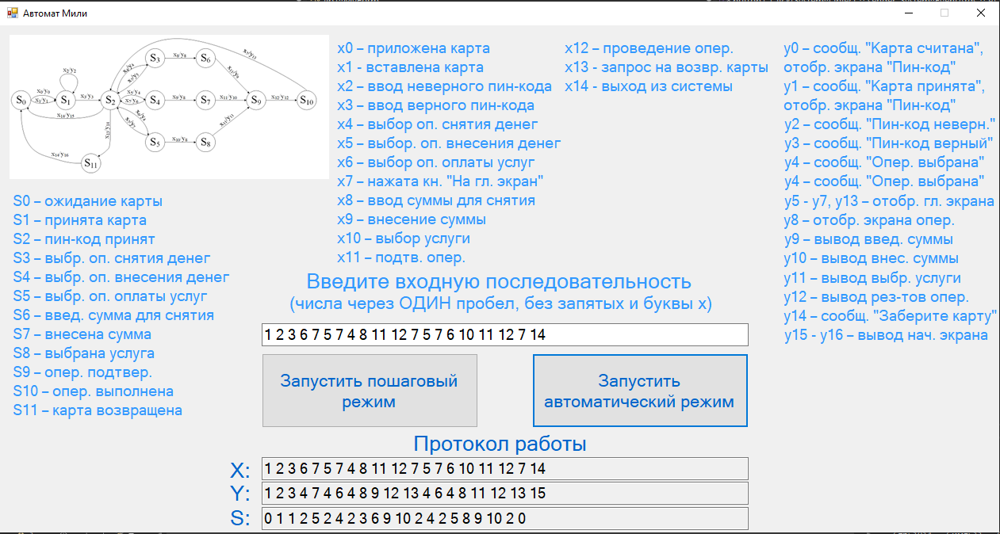 Автомат Мили
S0
S1
S2
S3
S4
S5
S6
S7
S8
S9
S10
S11
x0/y0
x1/y1
x2/y2
x3/y3
x14/y15
x14/y16
x12/y12
x11/y10
x0 – приложена карта
x1 - вставлена карта
x2 – ввод неверного пин-кода
x3 – ввод верного пин-кода
x4 – выбор оп. снятия денег
x5 – выбор. оп. внесения денег
x6 – выбор оп. оплаты услуг
x7 – нажата кн. "На гл. экран"
x8 – ввод суммы для снятия
x9 – внесение суммы
x10 – выбор услуги
x11 – подтв. опер.
x12 – проведение опер.
x13 - запрос на возвр. карты
x14 - выход из системы
y0 – сообщ. "Карта считана",
отобр. экрана "Пин-код"
y1 – сообщ. "Карта принята",
отобр. экрана "Пин-код"
y2 – сообщ. "Пин-код неверн."
y3 – сообщ. "Пин-код верный"
y4 – сообщ. "Опер. выбрана"
y4 – сообщ. "Опер. выбрана"
y5 - y7, y13 – отобр. гл. экрана
y8 – отобр. экрана опер.
y9 – вывод введ. суммы
y10 – вывод внес. суммы
y11 – вывод выбр. услуги
y12 – вывод рез-тов опер.
y14 – сообщ. "Заберите карту"
y15 - y16 – вывод нач. экрана
S0 – ожидание карты
S1 – принята карта
S2 – пин-код принят
S3 – выбр. оп. снятия денег
S4 – выбр. оп. внесения денег
S5 – выбр. оп. оплаты услуг
S6 – введ. сумма для снятия
S7 – внесена сумма
S8 – выбрана услуга
S9 – опер. подтвер.
S10 – опер. выполнена
S11 – карта возвращена
Введите входную последовательность
(числа через ОДИН пробел, без запятых и буквы x)
1 2 3 6 7 5 7 4 8 11 12 7 5 7 6 10 11 12 7 14
Запустить пошаговый
режим
Запустить
автоматический режим
Протокол работы
X: 1 2 3 6 7 5 7 4 8 11 12 7 5 7 6 10 11 12 7 14
Y: 1 2 3 4 7 4 6 4 8 9 12 13 4 6 4 8 11 12 13 15
S: 0 1 1 2 5 2 4 2 3 6 9 10 2 4 2 5 8 9 10 2 0